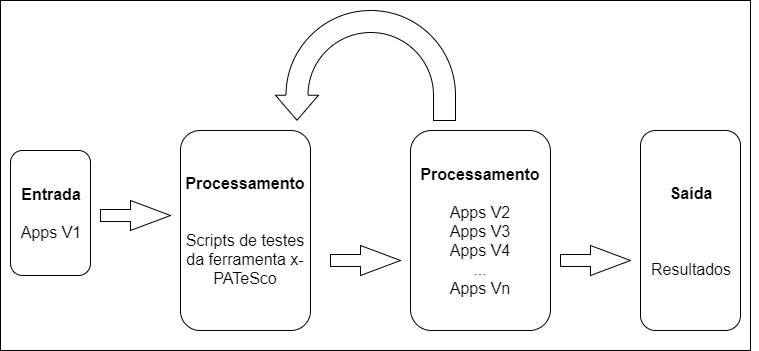 Entrada
Apps V1
Processamento
Scripts de testes
da ferramenta x-
PATeSco
Processamento
Apps V2
Apps V3
Apps V4
...
Apps Vn
Saída
Resultados